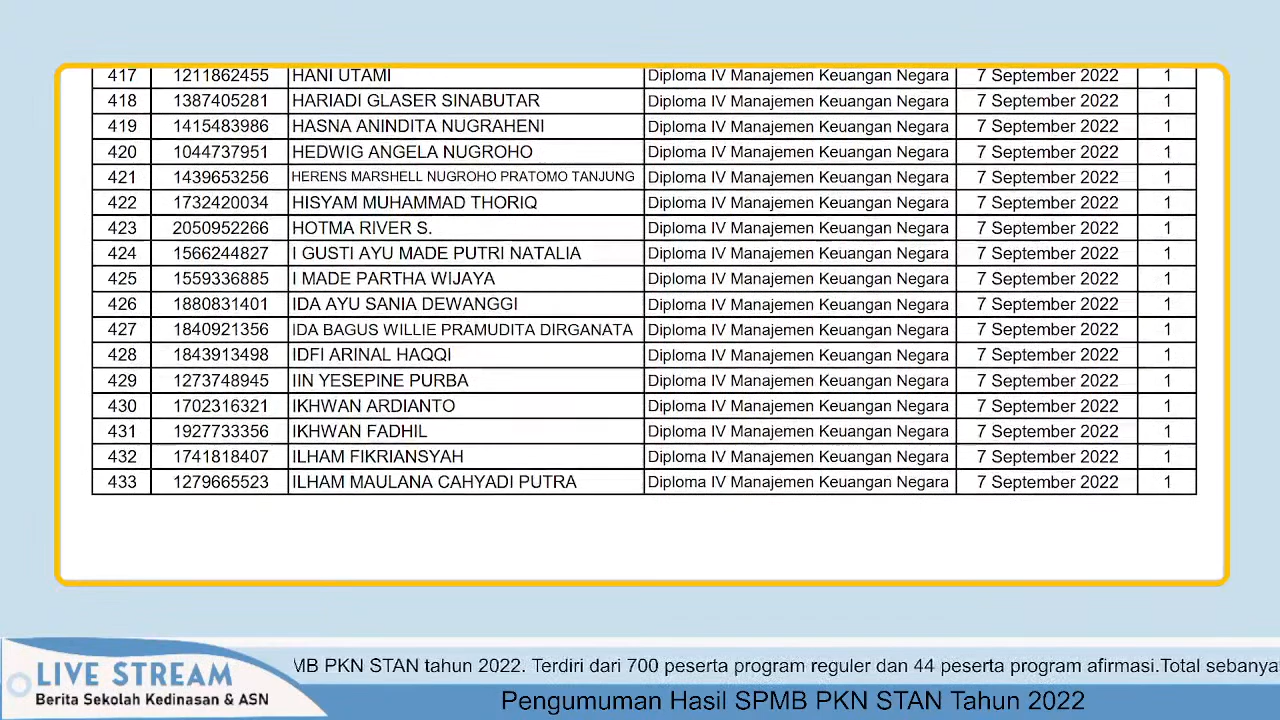 417 1211862455 HANI UTAMI Diploma IV Manajemen Keuangan Negara 7 September 2022 1
418 1387405281 HARIADI GLASER SINABUTAR Diploma IV Manajemen Keuangan Negara 7 September 2022 1
419 1415483986 HASNA ANINDITA NUGRAHENI Diploma IV Manajemen Keuangan Negara 7 September 2022 1
420 1044737951 HEDWIG ANGELA NUGROHO Diploma IV Manajemen Keuangan Negara 7 September 2022 1
421 1439653256 HERENS MARSHELL NUGROHO PRATOMO TANJUNG Diploma IV Manajemen Keuangan Negara 7 September 2022 1
422 1732420034 HISYAM MUHAMMAD THORIQ Diploma IV Manajemen Keuangan Negara 7 September 2022 1
423 2050952266 HOTMA RIVER S. Diploma IV Manajemen Keuangan Negara 7 September 2022 1
424 1566244827 I GUSTI AYU MADE PUTRI NATALIA Diploma IV Manajemen Keuangan Negara 7 September 2022 1
425 1559336885 I MADE PARTHA WIJAYA Diploma IV Manajemen Keuangan Negara 7 September 2022 1
426 1880831401 IDA AYU SANIA DEWANGGI Diploma IV Manajemen Keuangan Negara 7 September 2022 1
427 1840921356 IDA BAGUS WILLIE PRAMUDITA DIRGANATA Diploma IV Manajemen Keuangan Negara 7 September 2022 1
428 1843913498 IDFI ARINAL HAQQI Diploma IV Manajemen Keuangan Negara 7 September 2022 1
429 1273748945 IIN YESEPINE PURBA Diploma IV Manajemen Keuangan Negara 7 September 2022 1
430 1702316321 IKHWAN ARDIANTO Diploma IV Manajemen Keuangan Negara 7 September 2022 1
431 1927733356 IKHWAN FADHIL Diploma IV Manajemen Keuangan Negara 7 September 2022 1
432 1741818407 ILHAM FIKRIANSYAH Diploma IV Manajemen Keuangan Negara 7 September 2022 1
433 1279665523 ILHAM MAULANA CAHYADI PUTRA Diploma IV Manajemen Keuangan Negara 7 September 2022 1
LIVE STREAM
Berita Sekolah Kedinasan & ASN
MB PKN STAN tahun 2022. Terdiri dari 700 peserta program reguler dan 44 peserta program afirmasi.Total sebanya
Pengumuman Hasil SPMB PKN STAN Tahun 2022